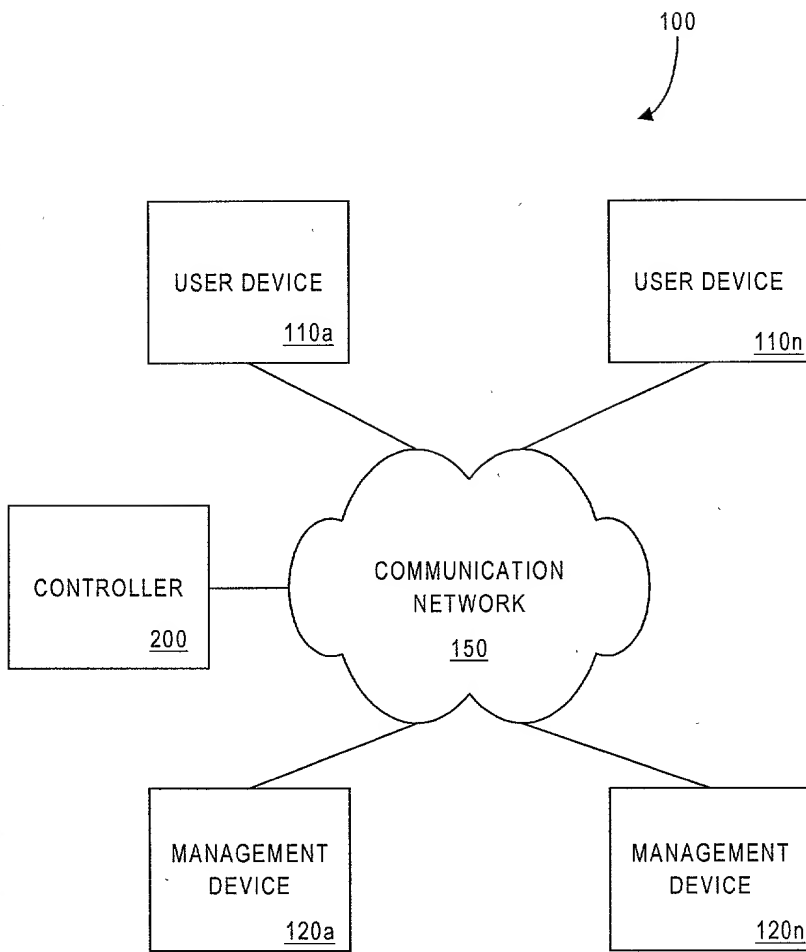 100
USER DEVICE
110a
USER DEVICE
110n
CONTROLLER
200
COMMUNICATION
NETWORK
150
MANAGEMENT
DEVICE
120a
MANAGEMENT
DEVICE
120n